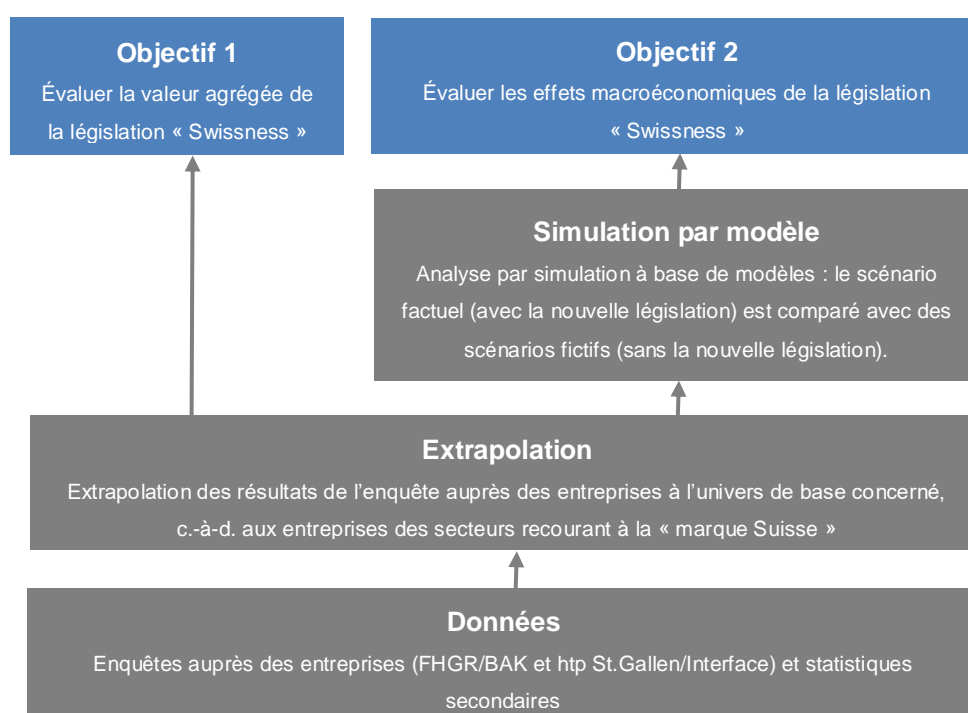 Objectif 1
Évaluer la valeur agrégée de
la législation « Swissness »
Objectif 2
Évaluer les effets macroéconomiques de la législation
« Swissness »
Simulation par modèle
Analyse par simulation à base de modèles : le scénario
factuel (avec la nouvelle législation) est comparé avec des
scénarios fictifs (sans la nouvelle législation).
Extrapolation
Extrapolation des résultats de l’enquête auprès des entreprises à l’univers de base concerné,
c.-à-d. aux entreprises des secteurs recourant à la « marque Suisse »
Données
Enquêtes auprès des entreprises (FHGR/BAK et htp St.Gallen/Interface) et statistiques
secondaires